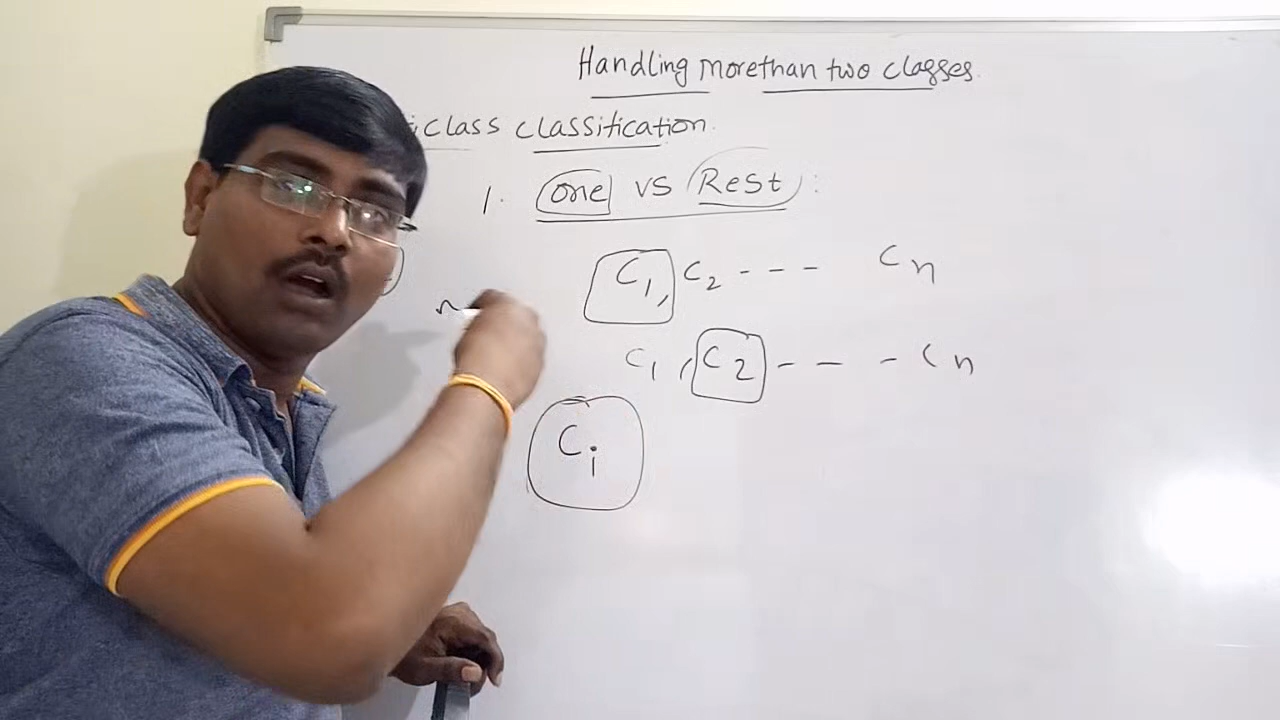 Handling morethan two classes.
class classification.
1. one vs Rest :
C1, C2 - - - Cn
C1, C2 - - - Cn
Ci